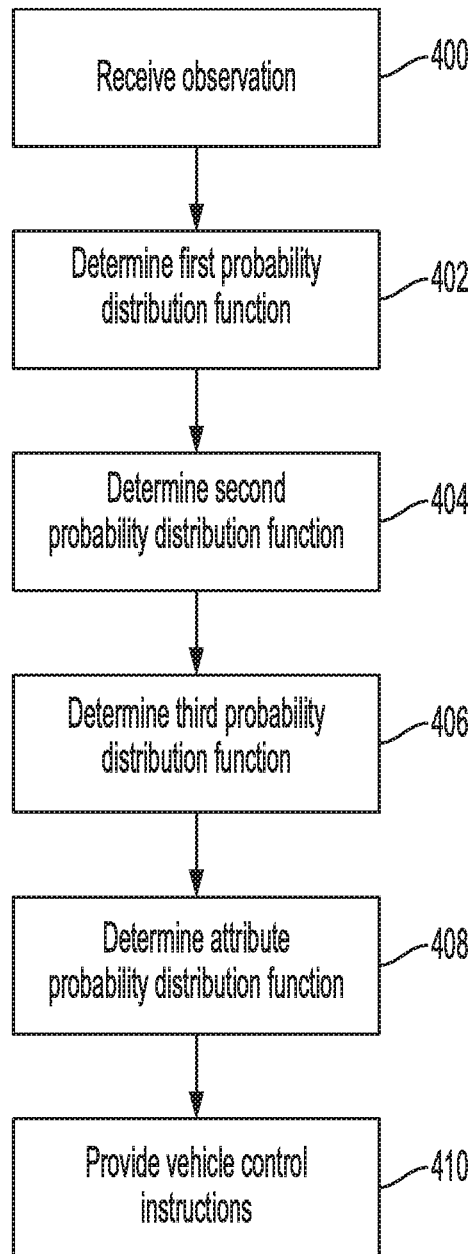 Receive observation
400
Determine first probability
distribution function
402
Determine second
probability distribution function
404
Determine third probability
distribution function
406
Determine attribute
probability distribution function
408
Provide vehicle control
instructions
410